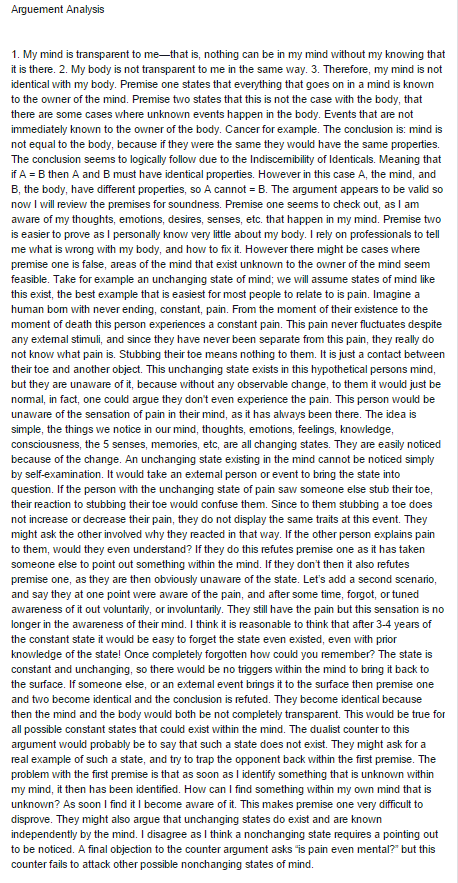 Arguement Analysis
1. My mind is transparent to me—that is, nothing can be in my mind without my knowing that
it is there. 2. My body is not transparent to me in the same way. 3. Therefore, my mind is not
identical with my body. Premise one states that everything that goes on in a mind is known
to the owner of the mind. Premise two states that this is not the case with the body, that
there are some cases where unknown events happen in the body. Events that are not
immediately known to the owner of the body. Cancer for example. The conclusion is: mind is
not equal to the body, because if they were the same they would have the same properties.
The conclusion seems to logically follow due to the Indiscernibility of Identicals. Meaning that
if A = B then A and B must have identical properties. However in this case A, the mind, and
B, the body, have different properties, so A cannot = B. The argument appears to be valid so
now I will review the premises for soundness. Premise one seems to check out, as I am
aware of my thoughts, emotions, desires, senses, etc. that happen in my mind. Premise two
is easier to prove as I personally know very little about my body. I rely on professionals to tell
me what is wrong with my body, and how to fix it. However there might be cases where
premise one is false, areas of the mind that exist unknown to the owner of the mind seem
feasible. Take for example an unchanging state of mind; we will assume states of mind like
this exist, the best example that is easiest for most people to relate to is pain. Imagine a
human born with never ending, constant, pain. From the moment of their existence to the
moment of death this person experiences a constant pain. This pain never fluctuates despite
any external stimuli, and since they have never been separate from this pain, they really do
not know what pain is. Stubbing their toe means nothing to them. It is just a contact between
their toe and another object. This unchanging state exists in this hypothetical persons mind,
but they are unaware of it, because without any observable change, to them it would just be
normal, in fact, one could argue they don't even experience the pain. This person would be
unaware of the sensation of pain in their mind, as it has always been there. The idea is
simple, the things we notice in our mind, thoughts, emotions, feelings, knowledge,
consciousness, the 5 senses, memories, etc, are all changing states. They are easily noticed
because of the change. An unchanging state existing in the mind cannot be noticed simply
by self-examination. It would take an external person or event to bring the state into
question. If the person with the unchanging state of pain saw someone else stub their toe,
their reaction to stubbing their toe would confuse them. Since to them stubbing a toe does
not increase or decrease their pain, they do not display the same traits at this event. They
might ask the other involved why they reacted in that way. If the other person explains pain
to them, would they even understand? If they do this refutes premise one as it has taken
someone else to point out something within the mind. If they don't then it also refutes
premise one, as they are then obviously unaware of the state. Let's add a second scenario,
and say they at one point were aware of the pain, and after some time, forgot, or tuned
awareness of it out voluntarily, or involuntarily. They still have the pain but this sensation is no
longer in the awareness of their mind. I think it is reasonable to think that after 3-4 years of
the constant state it would be easy to forget the state even existed, even with prior
knowledge of the state! Once completely forgotten how could you remember? The state is
constant and unchanging, so there would be no triggers within the mind to bring it back to
the surface. If someone else, or an external event brings it to the surface then premise one
and two become identical and the conclusion is refuted. They become identical because
then the mind and the body would both be not completely transparent. This would be true for
all possible constant states that could exist within the mind. The dualist counter to this
argument would probably be to say that such a state does not exist. They might ask for a
real example of such a state, and try to trap the opponent back within the first premise. The
problem with the first premise is that as soon as I identify something that is unknown within
my mind, it then has been identified. How can I find something within my own mind that is
unknown? As soon I find it I become aware of it. This makes premise one very difficult to
disprove. They might also argue that unchanging states do exist and are known
independently by the mind. I disagree as I think a nonchanging state requires a pointing out
to be noticed. A final objection to the counter argument asks "is pain even mental?" but this
counter fails to attack other possible nonchanging states of mind.